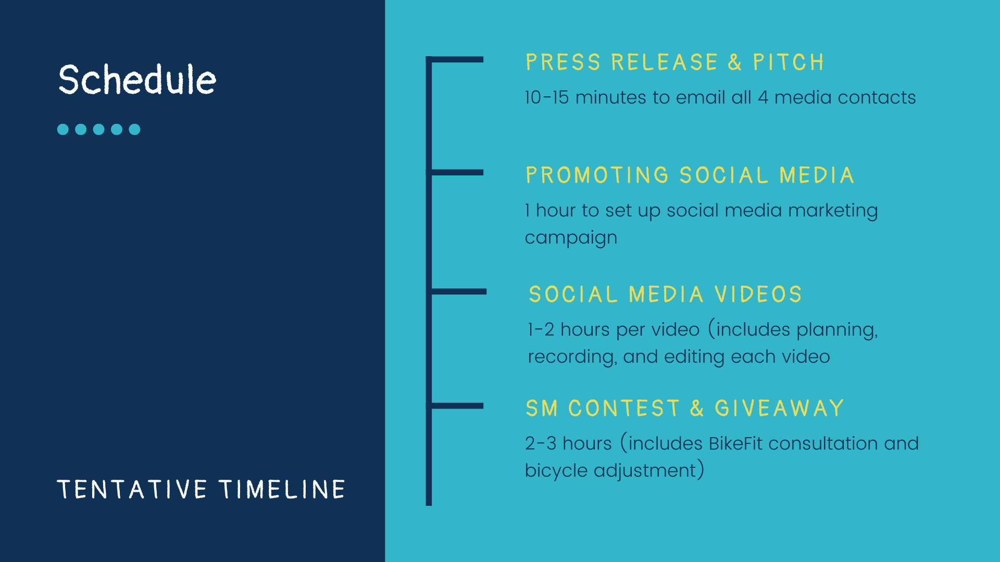 Schedule
TENTATIVE TIMELINE
PRESS RELEASE & PITCH
10-15 minutes to email all 4 media contacts
PROMOTING SOCIAL MEDIA
1 hour to set up social media marketing
campaign
SOCIAL MEDIA VIDEOS
1-2 hours per video (includes planning,
recording, and editing each video
SM CONTEST & GIVEAWAY
2-3 hours (includes BikeFit consultation and
bicycle adjustment)